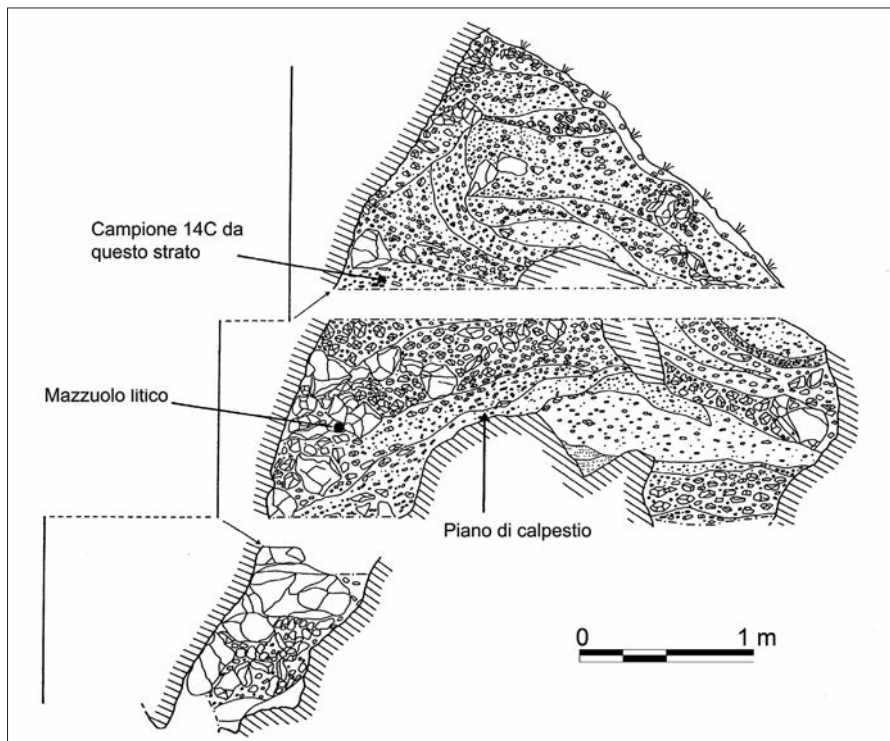 Campione 14C da
questo strato
Mazzuolo litico
Piano di calpestio
0 1 m